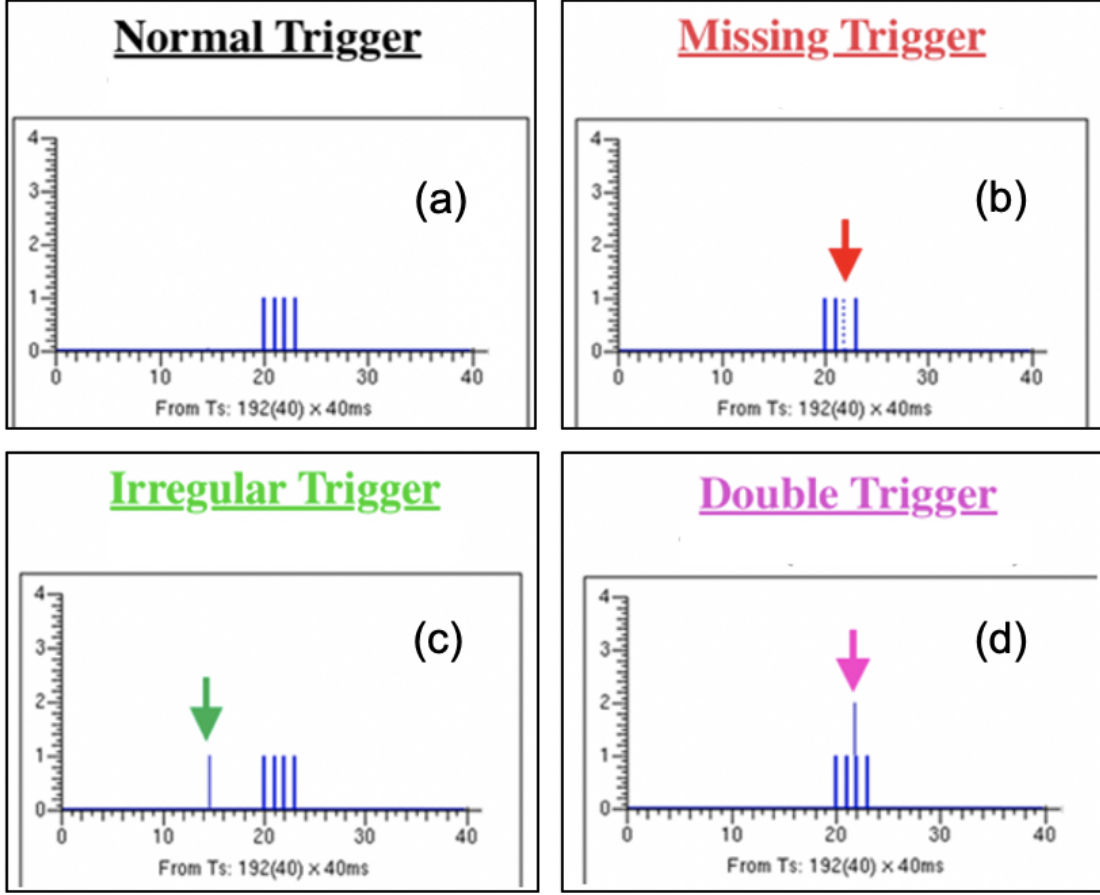 Normal Trigger
(a)
4
3
2
1
0
0 10 20 30 40
From Ts: 192(40) × 40ms
Missing Trigger
(b)
4
3
2
1
0
0 10 20 30 40
From Ts: 192(40) × 40ms
Irregular Trigger
(c)
4
3
2
1
0
0 10 20 30 40
From Ts: 192(40) × 40ms
Double Trigger
(d)
4
3
2
1
0
0 10 20 30 40
From Ts: 192(40) × 40ms